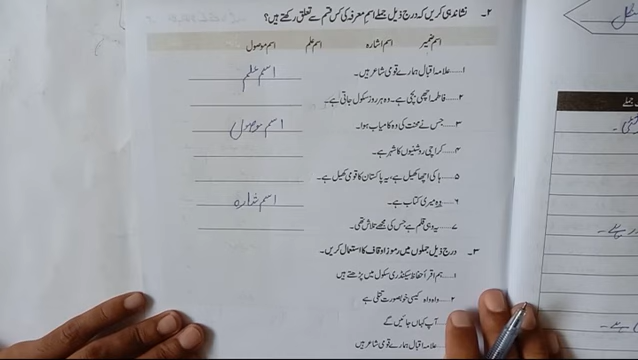 ۲۔ نشاندہی کریں کہ درج ذیل جملے اسم معرفہ کی کس قسم سے تعلق رکھتے ہیں؟
اسم ضمیر اسم اشارہ اسم علم اسم موصول
۱.....علامہ اقبال ہمارے قومی شاعر ہیں۔ اسم علم
۲.....فاطمہ اچھی بچی ہے۔ وہ ہر روز سکول جاتی ہے۔
۳.....جس نے محنت کی وہ کامیاب ہوا۔ اسم موصول
۴.....کراچی روشنیوں کا شہر ہے۔
۵.....ہاکی اچھا کھیل ہے، یہ پاکستان کا قومی کھیل ہے۔
۶.....وہ میری کتاب ہے۔ اسم اشارہ
۷.....یہ وہی قلم ہے جس کی مجھے تلاش تھی۔
۳۔ درج ذیل جملوں میں رموز اوقاف کا استعمال کریں۔
۱.....ہم اقرأ حفاظ سیکنڈری سکول میں پڑھتے ہیں
۲.....واہ واہ کیسی خوبصورت تتلی ہے
آپ کہاں جائیں گے
علامہ اقبال ہمارے قومی شاعر ہیں